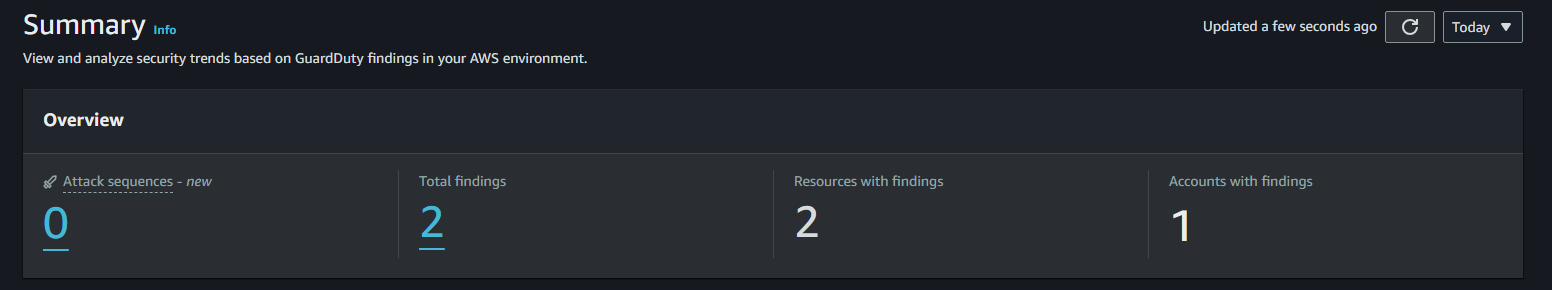 Summary Info
Updated a few seconds ago
Today
View and analyze security trends based on GuardDuty findings in your AWS environment.
Overview
Attack sequences - new
0
Total findings
2
Resources with findings
2
Accounts with findings
1